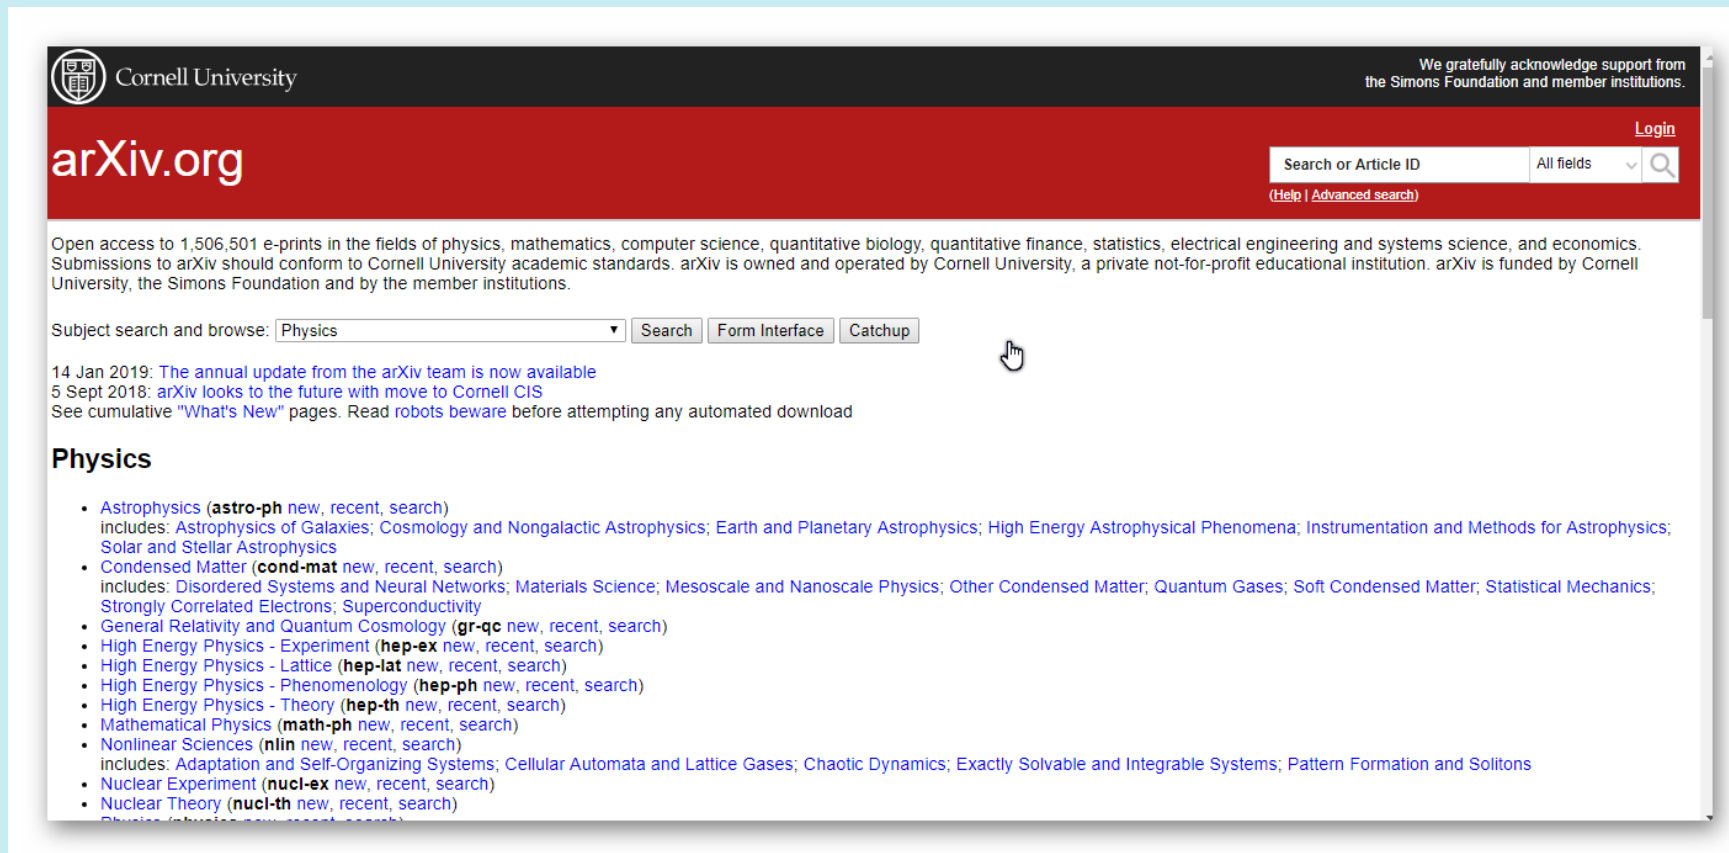 Cornell University
We gratefully acknowledge support from
the Simons Foundation and member institutions.
Login
arXiv.org
Search or Article ID
All fields
(Help | Advanced search)
Open access to 1,506,501 e-prints in the fields of physics, mathematics, computer science, quantitative biology, quantitative finance, statistics, electrical engineering and systems science, and economics.
Submissions to arXiv should conform to Cornell University academic standards. arXiv is owned and operated by Cornell University, a private not-for-profit educational institution. arXiv is funded by Cornell
University, the Simons Foundation and by the member institutions.
Subject search and browse: Physics Search Form Interface Catchup
14 Jan 2019: The annual update from the arXiv team is now available
5 Sept 2018: arXiv looks to the future with move to Cornell CIS
See cumulative "What's New" pages. Read robots beware before attempting any automated download
Physics
• Astrophysics (astro-ph new, recent, search)
includes: Astrophysics of Galaxies; Cosmology and Nongalactic Astrophysics; Earth and Planetary Astrophysics; High Energy Astrophysical Phenomena; Instrumentation and Methods for Astrophysics;
Solar and Stellar Astrophysics
• Condensed Matter (cond-mat new, recent, search)
includes: Disordered Systems and Neural Networks; Materials Science; Mesoscale and Nanoscale Physics; Other Condensed Matter; Quantum Gases; Soft Condensed Matter; Statistical Mechanics;
Strongly Correlated Electrons; Superconductivity
• General Relativity and Quantum Cosmology (gr-qc new, recent, search)
• High Energy Physics - Experiment (hep-ex new, recent, search)
• High Energy Physics - Lattice (hep-lat new, recent, search)
• High Energy Physics - Phenomenology (hep-ph new, recent, search)
• High Energy Physics - Theory (hep-th new, recent, search)
• Mathematical Physics (math-ph new, recent, search)
• Nonlinear Sciences (nlin new, recent, search)
includes: Adaptation and Self-Organizing Systems; Cellular Automata and Lattice Gases; Chaotic Dynamics; Exactly Solvable and Integrable Systems; Pattern Formation and Solitons
• Nuclear Experiment (nucl-ex new, recent, search)
• Nuclear Theory (nucl-th new, recent, search)